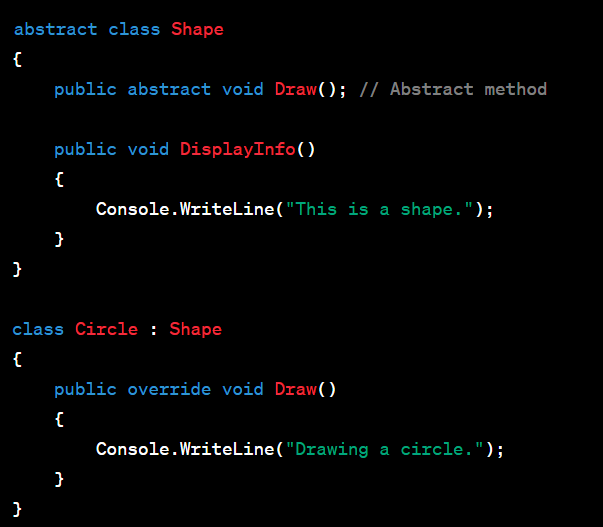 abstract class Shape
{
    public abstract void Draw(); // Abstract method

    public void DisplayInfo()
    {
        Console.WriteLine("This is a shape.");
    }
}

class Circle : Shape
{
    public override void Draw()
    {
        Console.WriteLine("Drawing a circle.");
    }
}